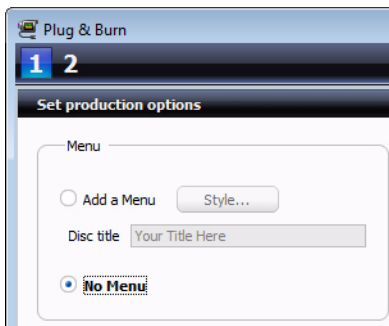 Plug & Burn
1 2
Set production options
Menu
Add a Menu Style...
Disc title Your Title Here
No Menu